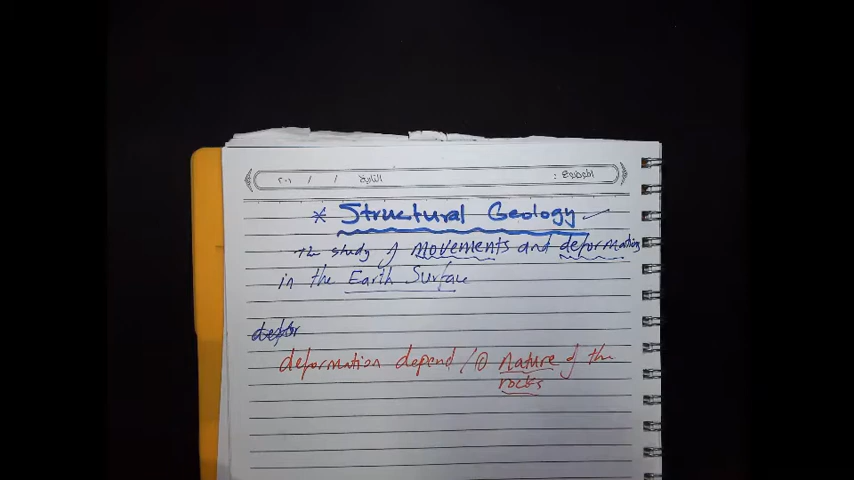 الموضوع : التاريخ / / ٢٠١
* Structural Geology
The study of movements and deformation
in the Earth Surface
defor
deformation depend / ① nature of the
rocks